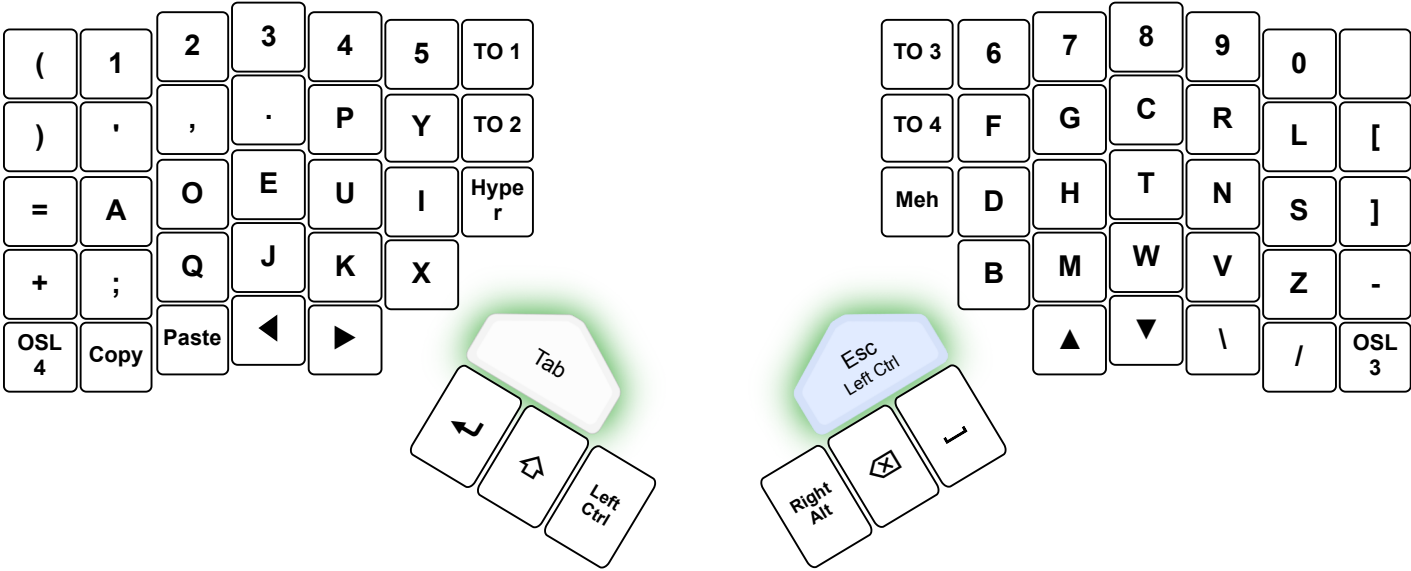 ( 1 2 3 4 5 TO 1 TO 3 6 7 8 9 0
) ' , . P Y TO 2 TO 4 F G C R L [
= A O E U I Hype
r Meh D H T N S ]
+ ; Q J K X B M W V Z -
OSL
4 Copy Paste ◀ ▶ ▲ ▼ \ / OSL
3
Tab Esc
Left Ctrl
Left
Ctrl Right
Alt